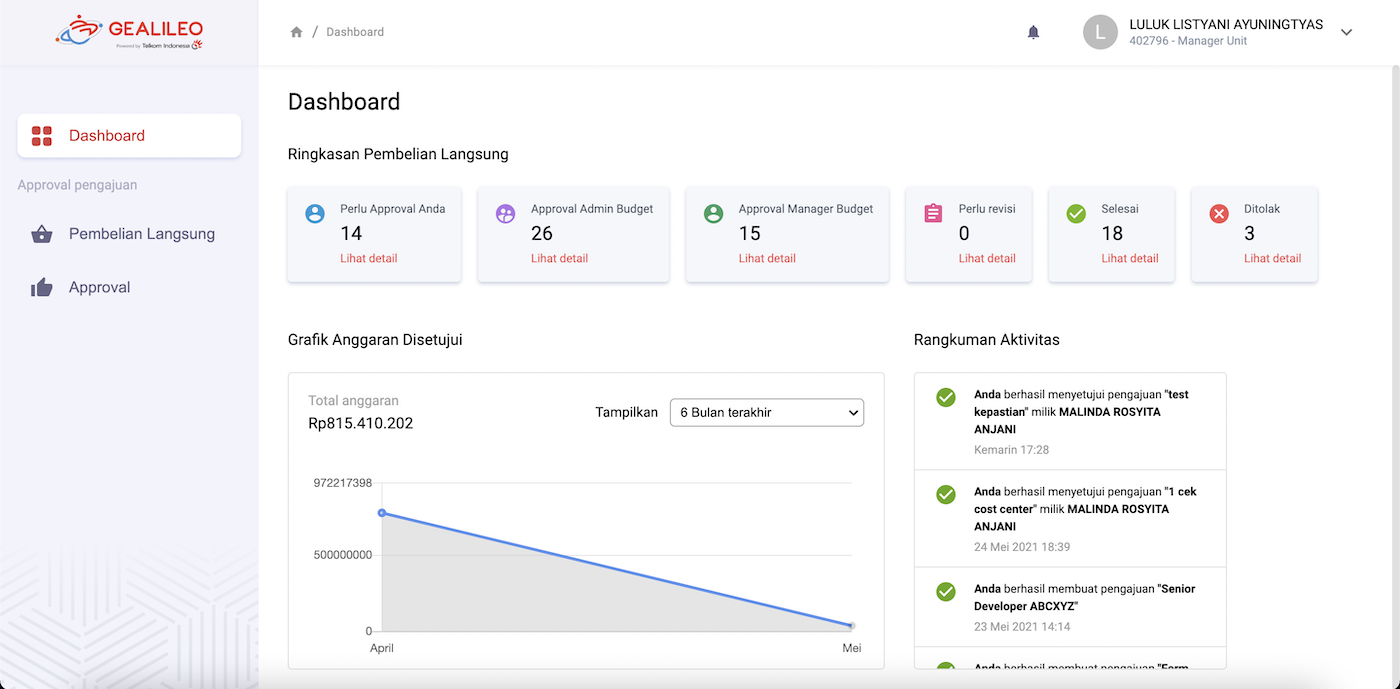 GEALILEO
Powered by Telkom Indonesia
/ Dashboard
LULUK LISTYANI AYUNINGTYAS
402796 - Manager Unit
L
Dashboard
Approval pengajuan
Pembelian Langsung
Approval
Dashboard
Ringkasan Pembelian Langsung
Perlu Approval Anda
14
Lihat detail
Approval Admin Budget
26
Lihat detail
Approval Manager Budget
15
Lihat detail
Perlu revisi
0
Lihat detail
Selesai
18
Lihat detail
Ditolak
3
Lihat detail
Grafik Anggaran Disetujui
Total anggaran
Rp815.410.202
Tampilkan
6 Bulan terakhir
972217398
500000000
0
April
Mei
Rangkuman Aktivitas
Anda berhasil menyetujui pengajuan "test
kepastian" milik MALINDA ROSYITA
ANJANI
Kemarin 17:28
Anda berhasil menyetujui pengajuan "1 cek
cost center" milik MALINDA ROSYITA
ANJANI
24 Mei 2021 18:39
Anda berhasil membuat pengajuan "Senior
Developer ABCXYZ"
23 Mei 2021 14:14
Anda berhasil membuat pengajuan "Form